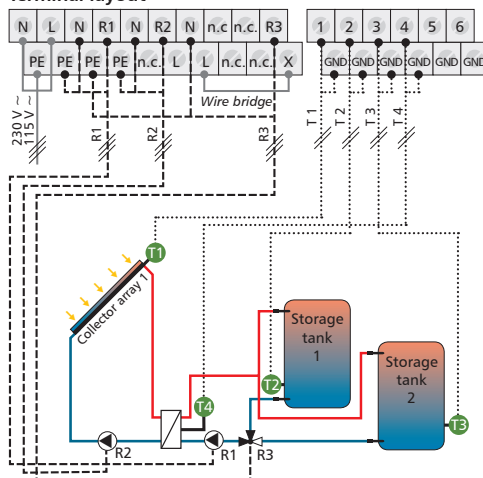 Terminal layout
N L N R1 N R2 N n.c n.c. R3
PE PE PE PE n.c. L L n.c. n.c. X
1 2 3 4 5 6
GND GND GND GND GND GND
Wire bridge
230 V ~
115 V ~
R1
R2
R3
T 1
T 2
T 3
T 4
T1
Collector array 1
Storage
tank
1
Storage
tank
2
T2
T4
T3
R2
R1
R3